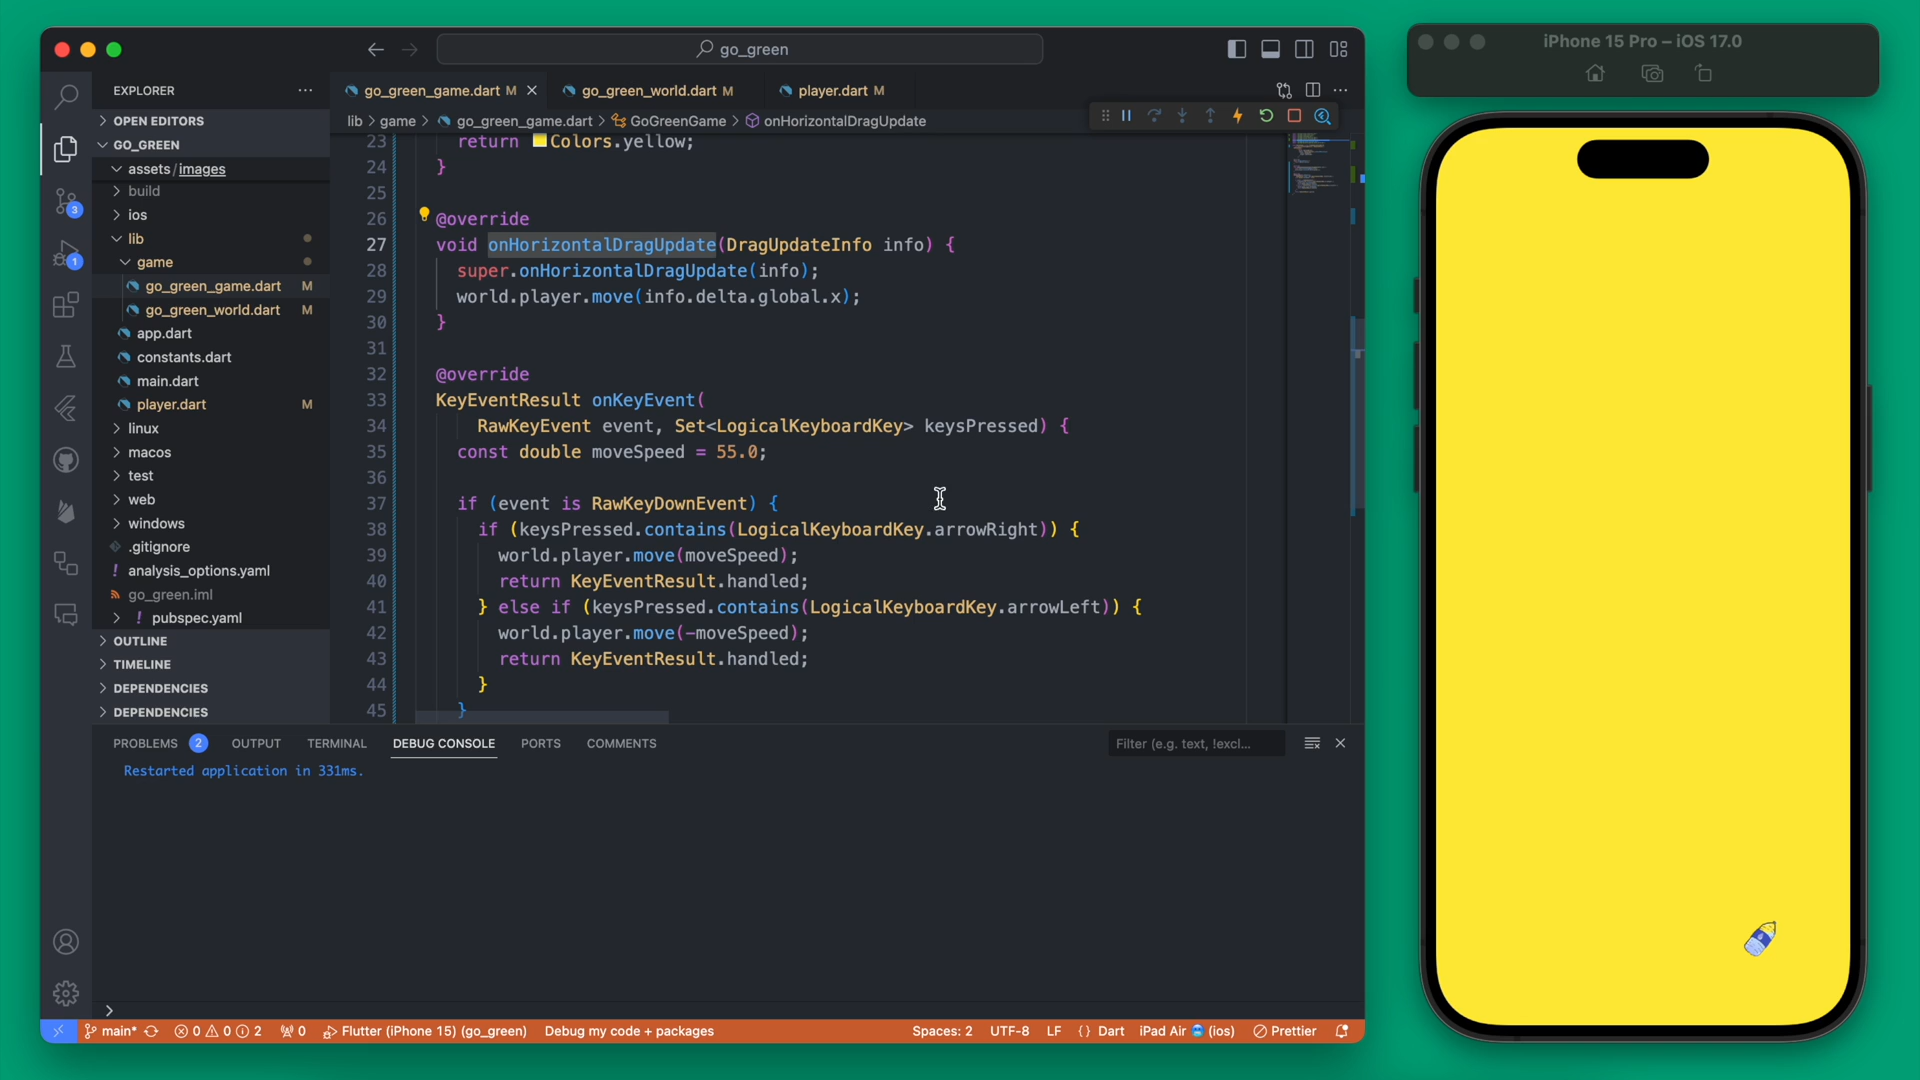 go_green
iPhone 15 Pro – iOS 17.0
EXPLORER
OPEN EDITORS
GO_GREEN
assets/images
build
ios
lib
game
go_green_game.dart M
go_green_world.dart M
app.dart
constants.dart
main.dart
player.dart M
linux
macos
test
web
windows
.gitignore
! analysis_options.yaml
go_green.iml
! pubspec.yaml
OUTLINE
TIMELINE
DEPENDENCIES
DEPENDENCIES
3
1
go_green_game.dart M
go_green_world.dart M
player.dart M
lib > game > go_green_game.dart > GoGreenGame > onHorizontalDragUpdate
23 return Colors.yellow;
24 }
25
26 @override
27 void onHorizontalDragUpdate(DragUpdateInfo info) {
28 super.onHorizontalDragUpdate(info);
29 world.player.move(info.delta.global.x);
30 }
31
32 @override
33 KeyEventResult onKeyEvent(
34 RawKeyEvent event, Set<LogicalKeyboardKey> keysPressed) {
35 const double moveSpeed = 55.0;
36
37 if (event is RawKeyDownEvent) {
38 if (keysPressed.contains(LogicalKeyboardKey.arrowRight)) {
39 world.player.move(moveSpeed);
40 return KeyEventResult.handled;
41 } else if (keysPressed.contains(LogicalKeyboardKey.arrowLeft)) {
42 world.player.move(-moveSpeed);
43 return KeyEventResult.handled;
44 }
45 }
PROBLEMS 2 OUTPUT TERMINAL DEBUG CONSOLE PORTS COMMENTS
Filter (e.g. text, !excl...
Restarted application in 331ms.
main* 0 0 2 0 Flutter (iPhone 15) (go_green) Debug my code + packages
Spaces: 2 UTF-8 LF {} Dart iPad Air (ios) Prettier